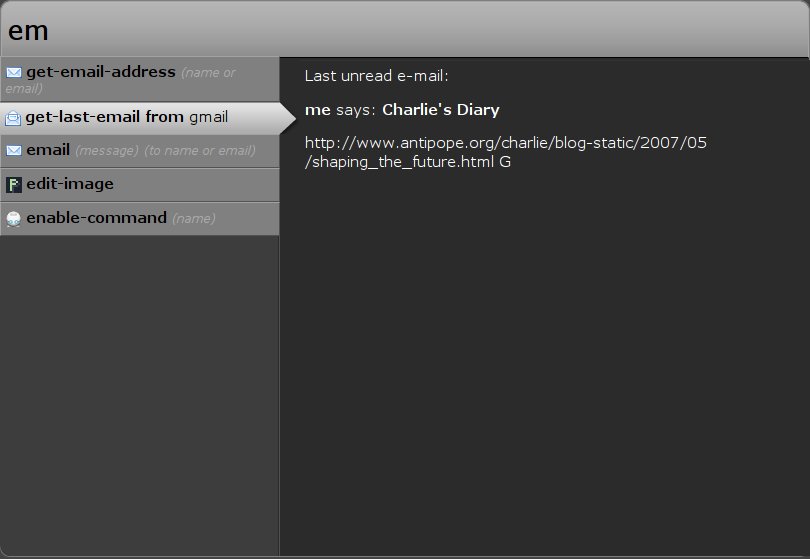 em
get-email-address (name or
email)
get-last-email from gmail
email (message) (to name or email)
edit-image
enable-command (name)
Last unread e-mail:
me says: Charlie's Diary
http://www.antipope.org/charlie/blog-static/2007/05
/shaping_the_future.html G